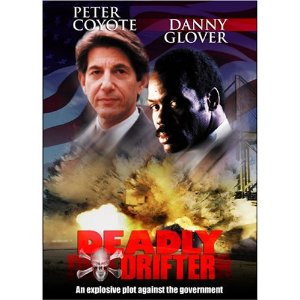 PETER COYOTE
DANNY GLOVER
DEADLY
DRIFTER
An explosive plot against the government